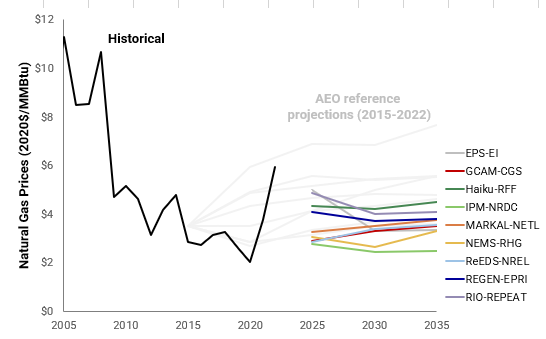 $12
$10
$8
$6
$4
$2
$0
Natural Gas Prices (2020$/MMBtu)
Historical
AEO reference
projections (2015-2022)
2005
2010
2015
2020
2025
2030
2035
EPS-EI
GCAM-CGS
Haiku-RFF
IPM-NRDC
MARKAL-NETL
NEMS-RHG
ReEDS-NREL
REGEN-EPRI
RIO-REPEAT